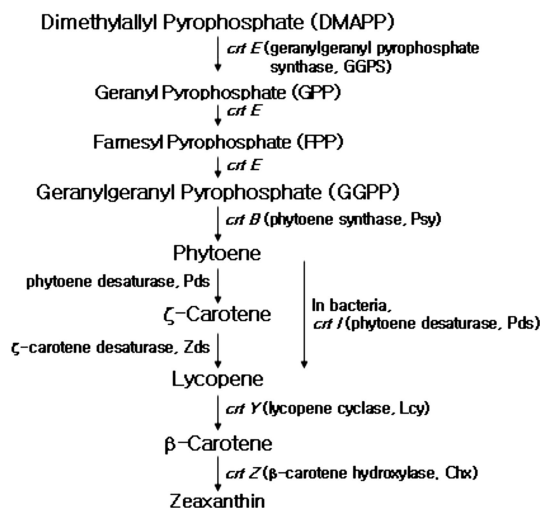 Dimethylallyl Pyrophosphate (DMAPP)
crt E (geranylgeranyl pyrophosphate
synthase, GGPS)
Geranyl Pyrophosphate (GPP)
crt E
Farnesyl Pyrophosphate (FPP)
crt E
Geranylgeranyl Pyrophosphate (GGPP)
crt B (phytoene synthase, Psy)
Phytoene
phytoene desaturase, Pds
In bacteria,
crt I (phytoene desaturase, Pds)
ζ-Carotene
ζ-carotene desaturase, Zds
Lycopene
crt Y (lycopene cyclase, Lcy)
β-Carotene
crt Z (β-carotene hydroxylase, Chx)
Zeaxanthin